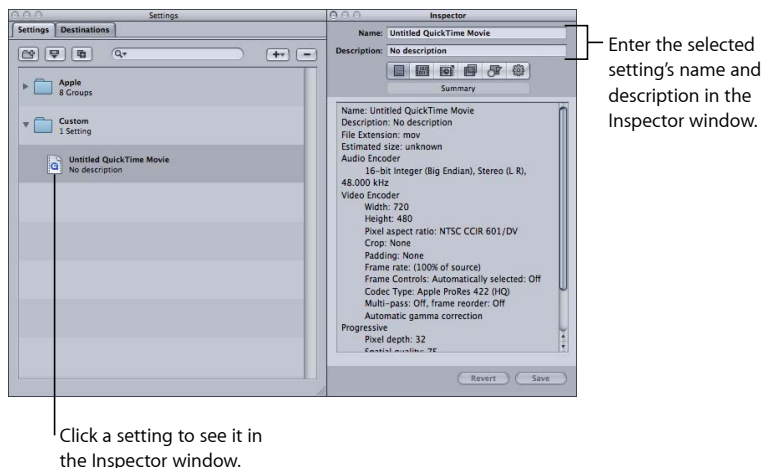 Settings
Settings Destinations
Apple
8 Groups
Custom
1 Setting
Untitled QuickTime Movie
No description
Inspector
Name: Untitled QuickTime Movie
Description: No description
Summary
Name: Untitled QuickTime Movie
Description: No description
File Extension: mov
Estimated size: unknown
Audio Encoder
16-bit Integer (Big Endian), Stereo (L R),
48.000 kHz
Video Encoder
Width: 720
Height: 480
Pixel aspect ratio: NTSC CCIR 601/DV
Crop: None
Padding: None
Frame rate: (100% of source)
Frame Controls: Automatically selected: Off
Codec Type: Apple ProRes 422 (HQ)
Multi-pass: Off, frame reorder: Off
Automatic gamma correction
Progressive
Pixel depth: 32
Spatial quality: 75
Revert Save
Enter the selected
setting’s name and
description in the
Inspector window.
Click a setting to see it in
the Inspector window.